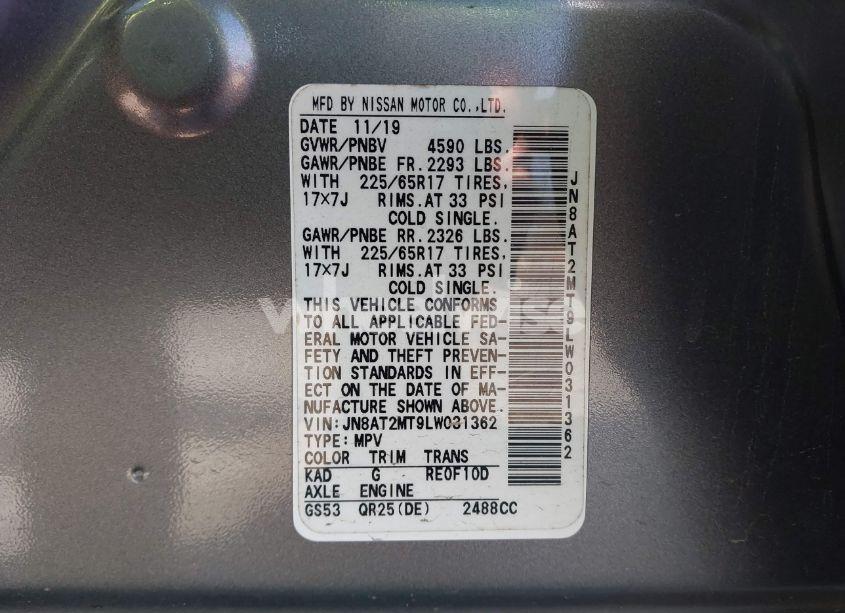 MFD BY NISSAN MOTOR CO.,LTD.
DATE 11/19
GVWR/PNBV 4590 LBS.
GAWR/PNBE FR. 2293 LBS.
WITH 225/65R17 TIRES,
17×7J RIMS.AT 33 PSI
COLD SINGLE.
GAWR/PNBE RR. 2326 LBS.
WITH 225/65R17 TIRES,
17×7J RIMS.AT 33 PSI
COLD SINGLE.
THIS VEHICLE CONFORMS
TO ALL APPLICABLE FED-
ERAL MOTOR VEHICLE SA-
FETY AND THEFT PREVEN-
TION STANDARDS IN EFF-
ECT ON THE DATE OF MA-
NUFACTURE SHOWN ABOVE.
VIN:JN8AT2MT9LW031362
TYPE:MPV
COLOR TRIM TRANS
KAD G RE0F10D
AXLE ENGINE
GS53 QR25(DE) 2488CC
JN8AT2MT9LW031362